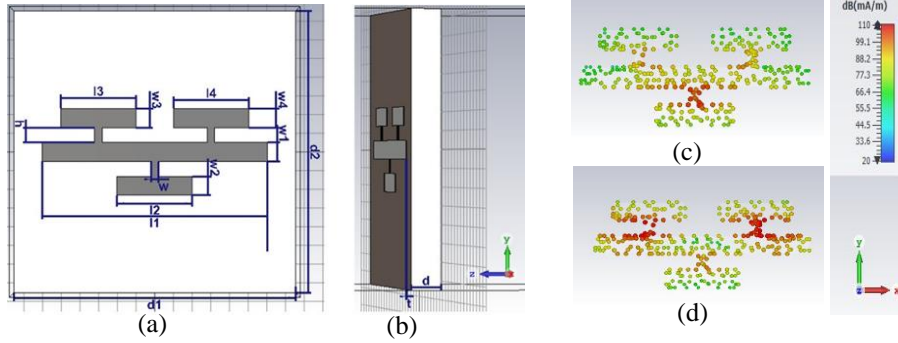 l3
l4
w3
w4
h
w1
d2
w
w2
l2
l1
d1
(a)
y
z
d
t
(b)
(c)
(d)
dB(mA/m)
110
99.1
88.2
77.3
66.4
55.5
44.5
33.6
20
y
z
x